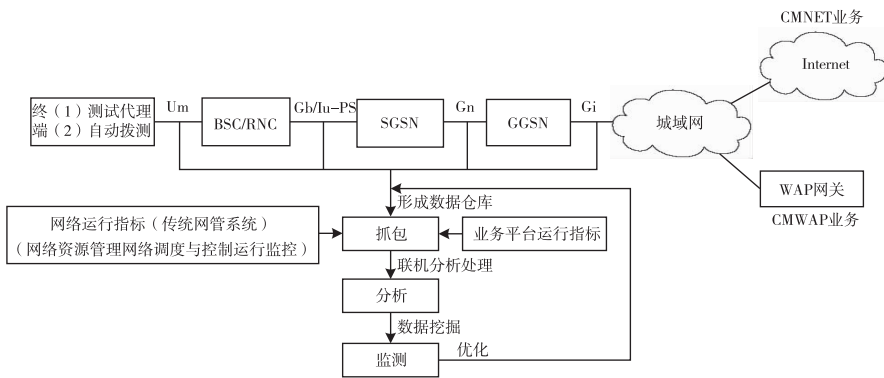 CMNET业务
Internet
终（1）测试代理
端（2）自动拨测
Um
BSC/RNC
Gb/Iu-PS
SGSN
Gn
GGSN
Gi
城域网
WAP网关
CMWAP业务
形成数据仓库
网络运行指标（传统网管系统）
（网络资源管理网络调度与控制运行监控）
抓包
业务平台运行指标
联机分析处理
分析
数据挖掘
监测
优化